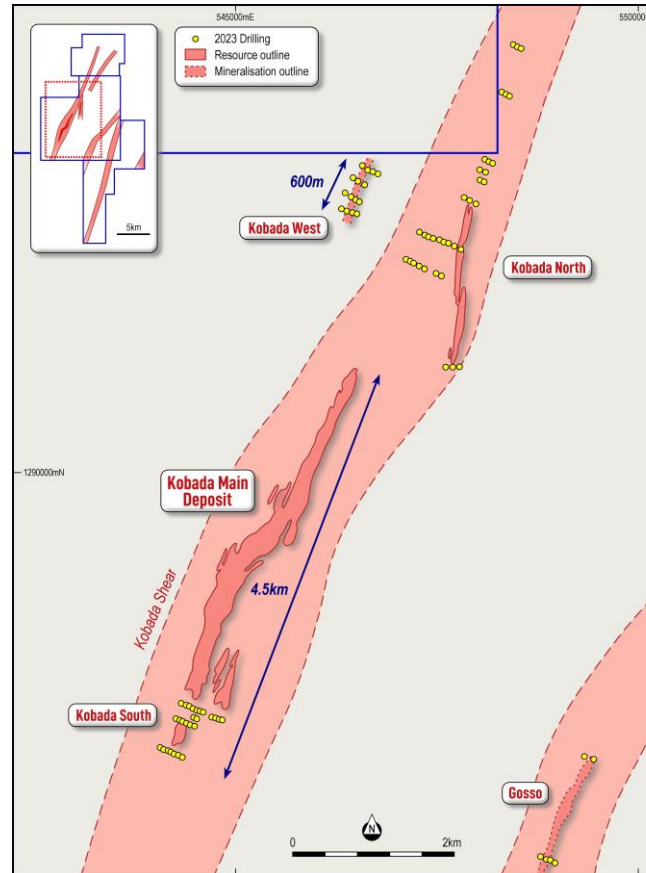 545000mE
550000
2023 Drilling
Resource outline
Mineralisation outline
5km
600m
Kobada West
Kobada North
1290000mN
Kobada Main
Deposit
4.5km
Kobada Shear
Kobada South
Gosso
N
0
2km